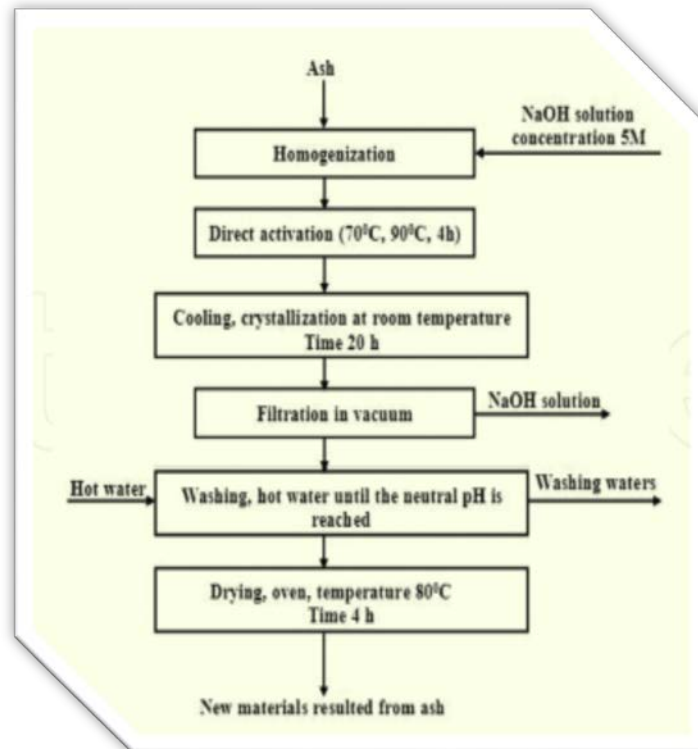 Ash
NaOH solution
concentration 5M
Homogenization
Direct activation (70⁰C, 90⁰C, 4h)
Cooling, crystallization at room temperature
Time 20 h
Filtration in vacuum
NaOH solution
Hot water
Washing, hot water until the neutral pH is
reached
Washing waters
Drying, oven, temperature 80⁰C
Time 4 h
New materials resulted from ash